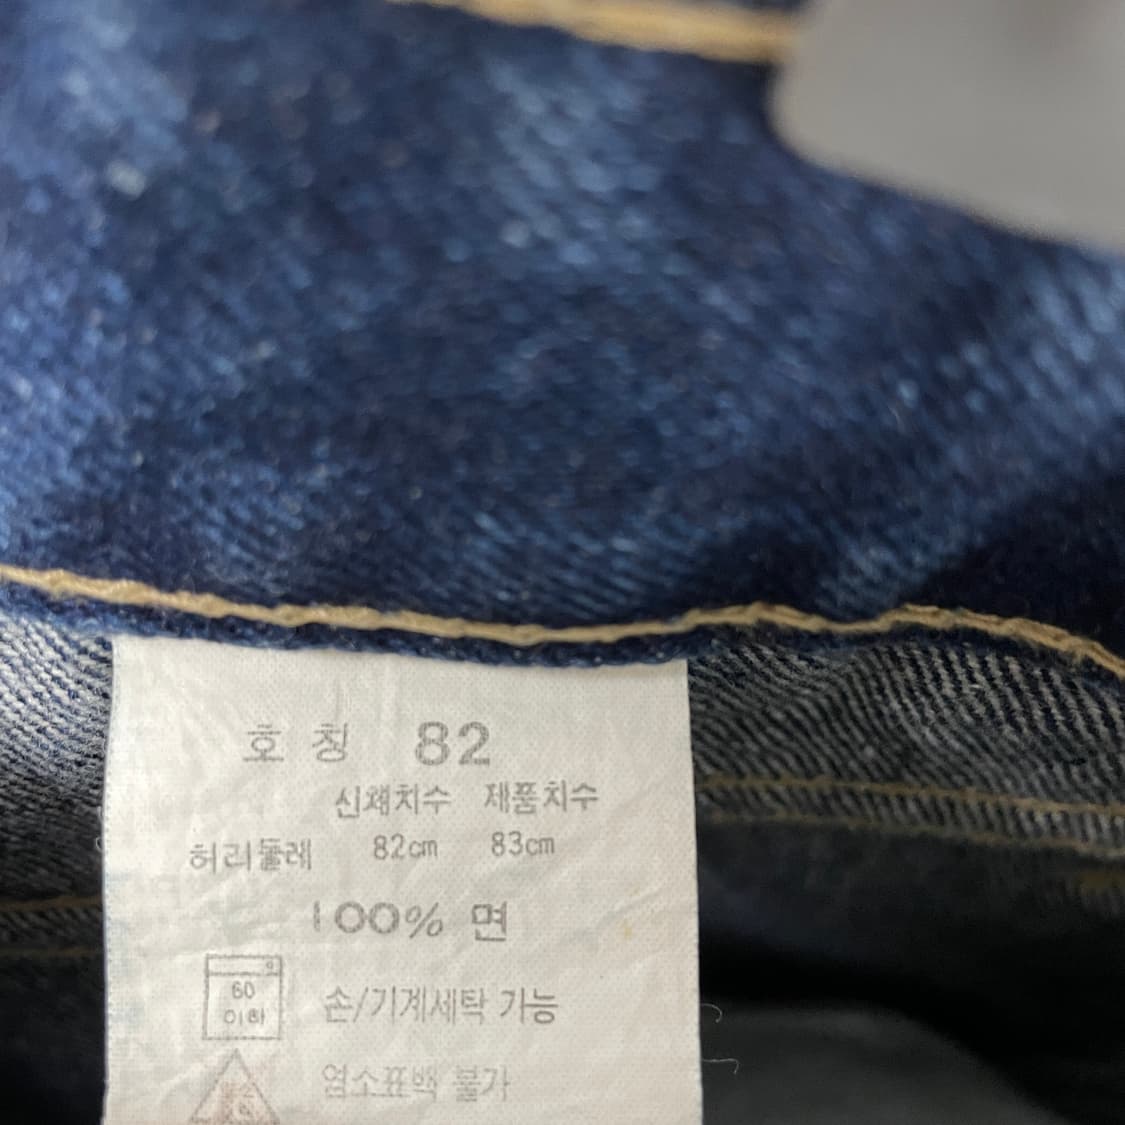 호칭 82
신체치수 제품치수
허리둘레 82cm 83cm
100% 면
60
이하
손/기계세탁 가능
염소표백 불가